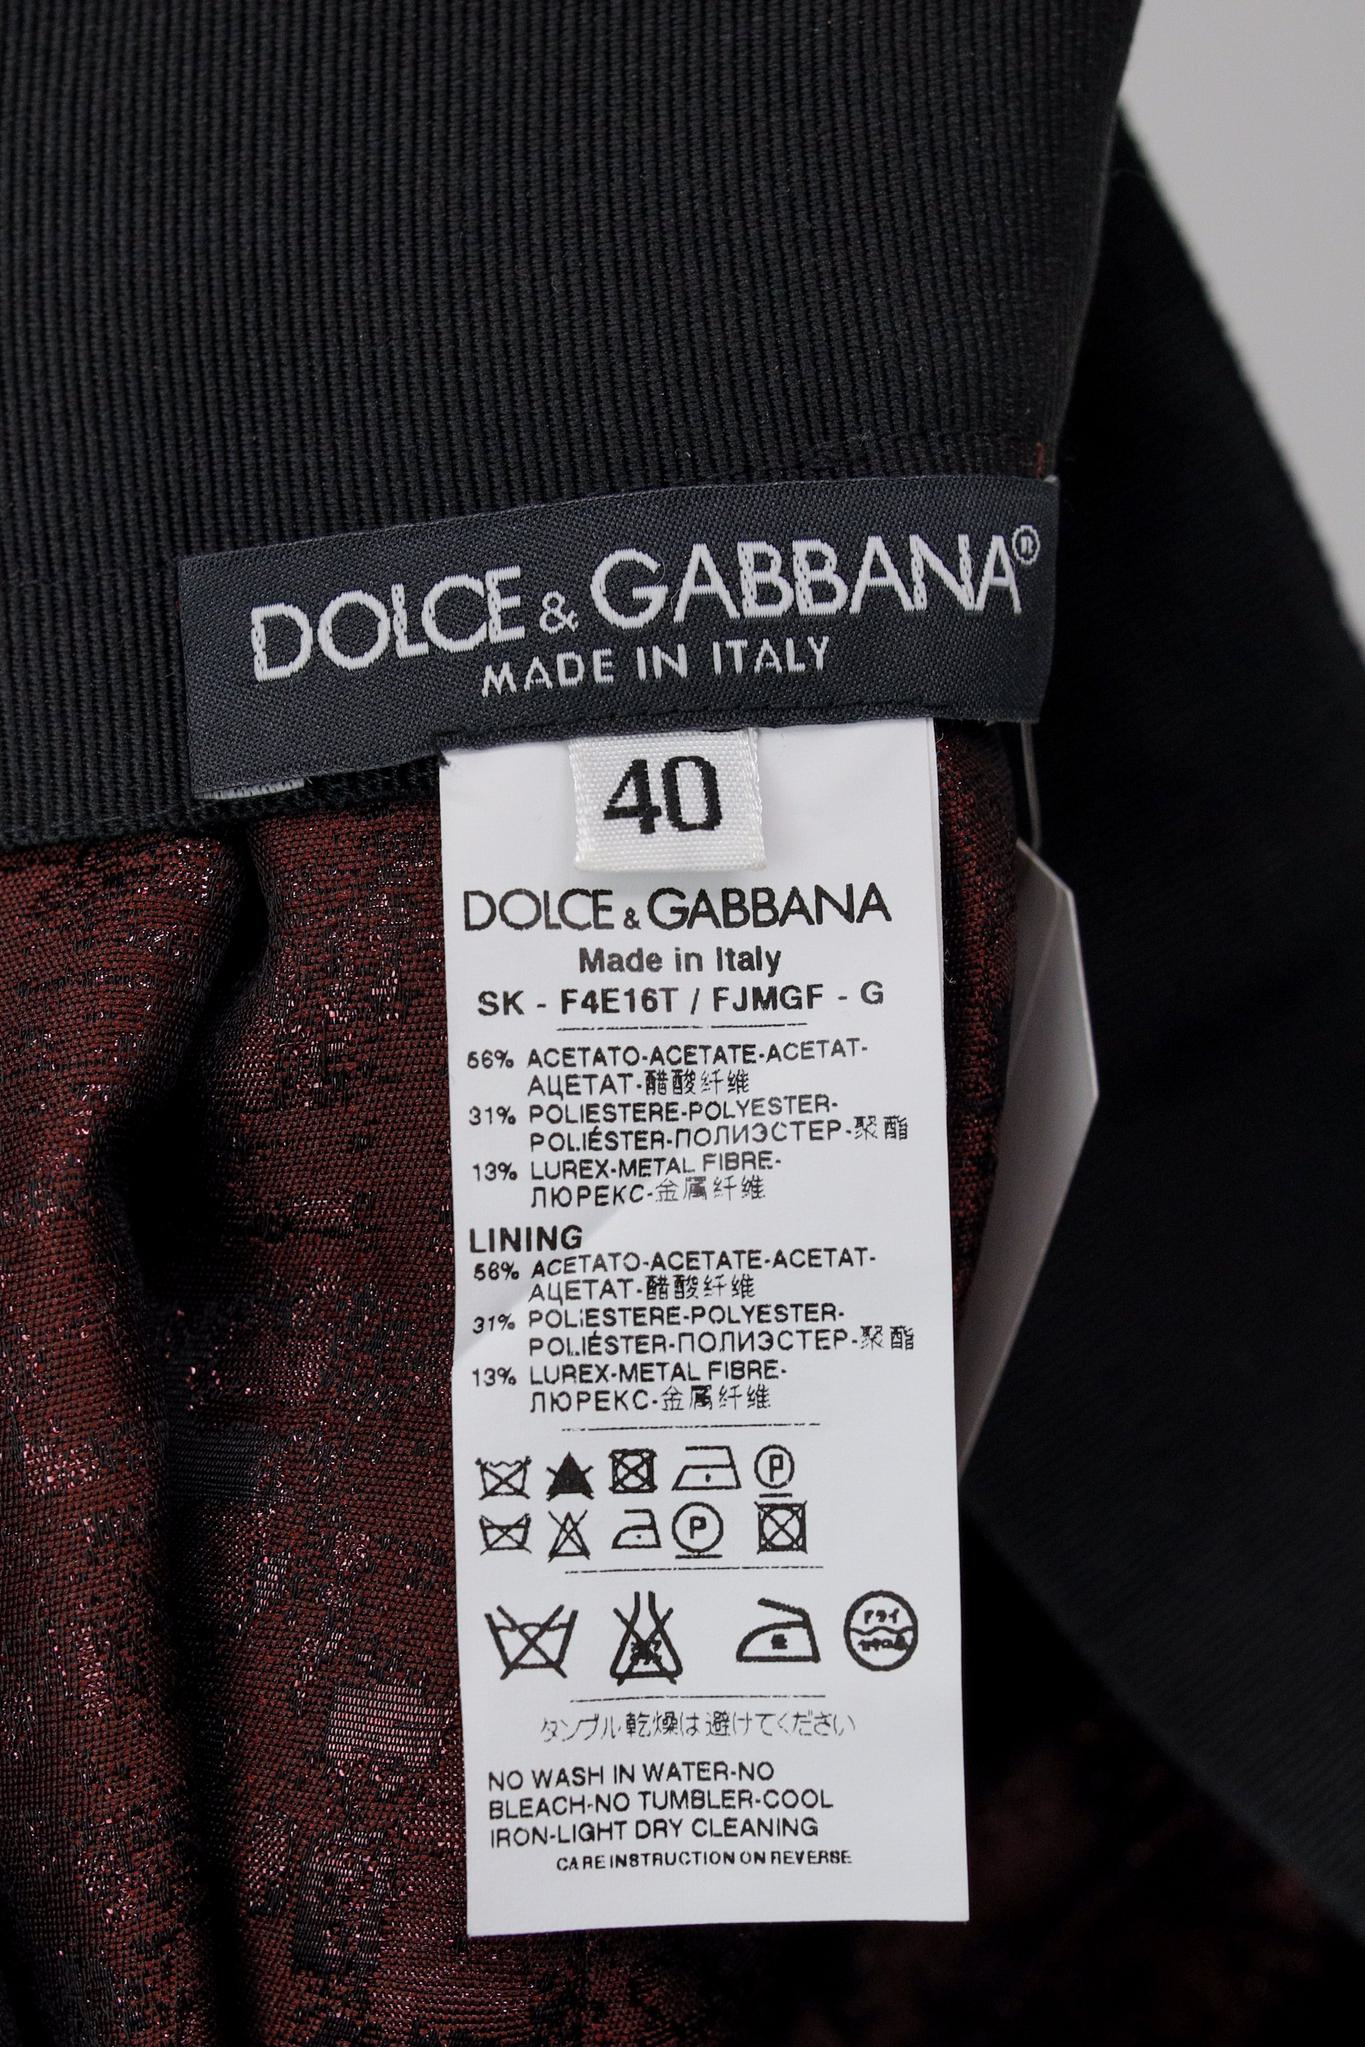 DOLCE & GABBANA®
MADE IN ITALY
40
DOLCE & GABBANA
Made in Italy
SK - F4E16T / FJMGF - G
56% ACETATO-ACETATE-ACETAT-
АЦЕТАТ-醋酸纤维
31% POLIESTERE-POLYESTER-
POLIÉSTER-ПОЛИЭСТЕР-聚酯
13% LUREX-METAL FIBRE-
ЛЮРЕКС-金属纤维
LINING
56% ACETATO-ACETATE-ACETAT-
АЦЕТАТ-醋酸纤维
31% POLIESTERE-POLYESTER-
POLIÉSTER-ПОЛИЭСТЕР-聚酯
13% LUREX-METAL FIBRE-
ЛЮРЕКС-金属纤维
P
P
ドライ
タンブル乾燥は避けてください
NO WASH IN WATER-NO
BLEACH-NO TUMBLER-COOL
IRON-LIGHT DRY CLEANING
CARE INSTRUCTION ON REVERSE